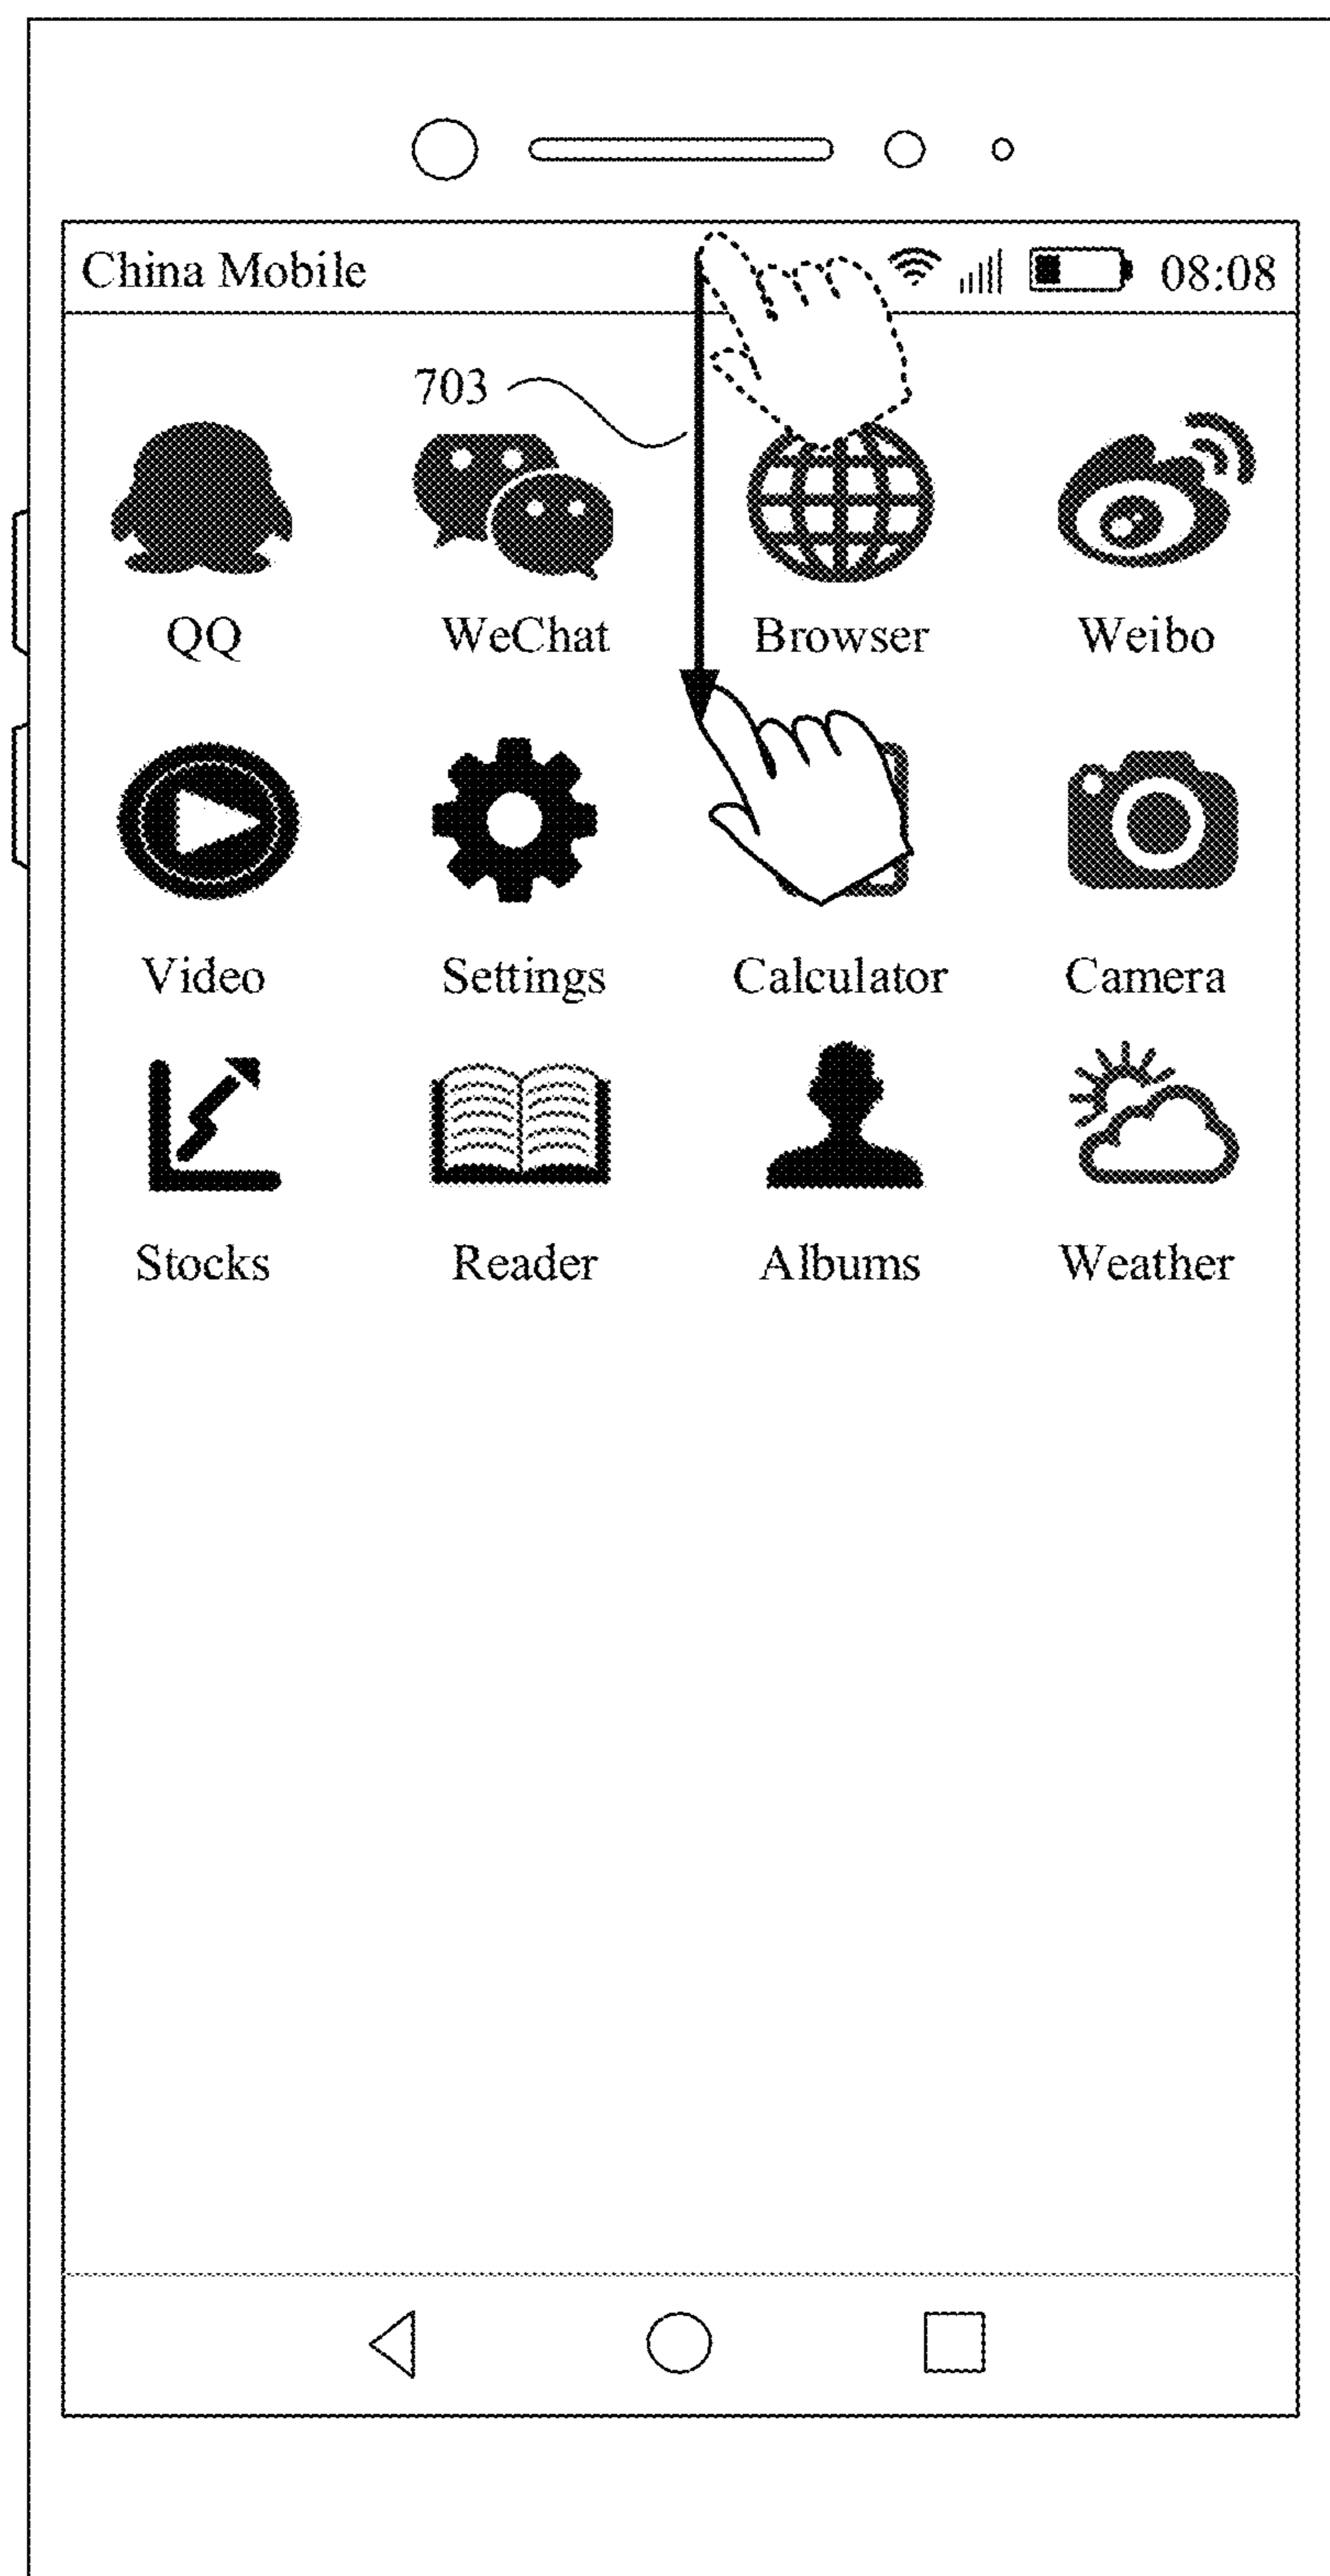 China Mobile 08:08
703
QQ WeChat Browser Weibo
Video Settings Calculator Camera
Stocks Reader Albums Weather